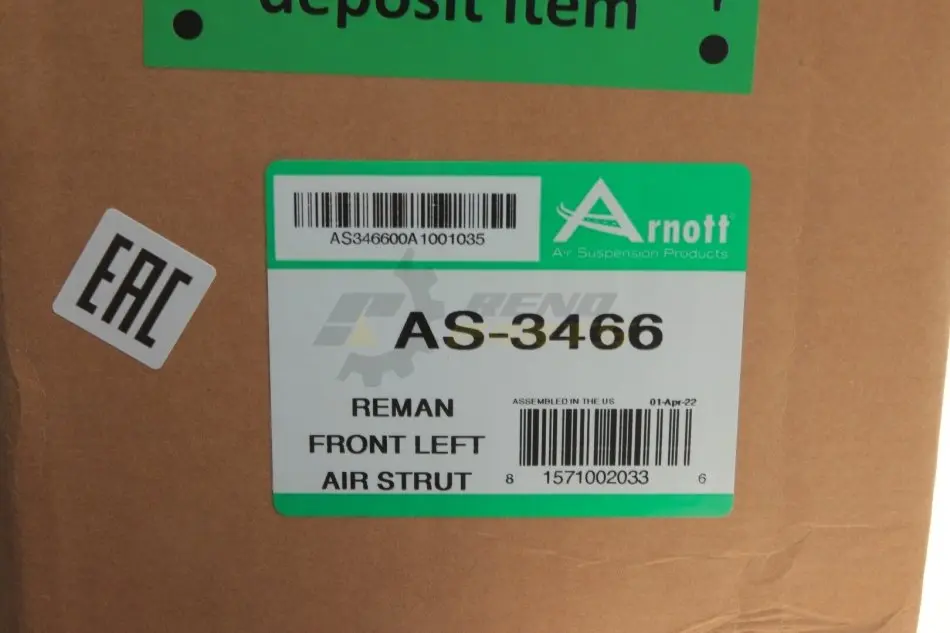 deposit item
EAC
AS346600A1001035
Arnott
Air Suspension Products
RENO
AS-3466
REMAN
FRONT LEFT
AIR STRUT
ASSEMBLED IN THE US 01-Apr-22
8 1571002033 6